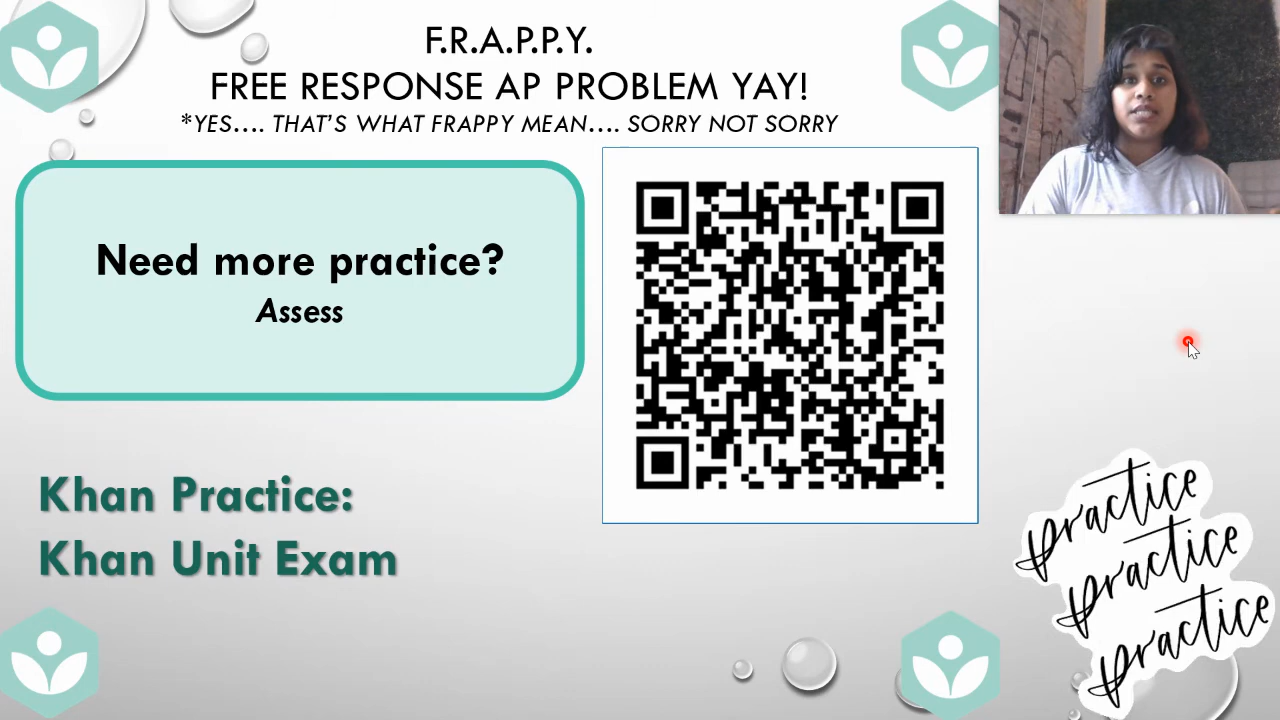 F.R.A.P.P.Y.
FREE RESPONSE AP PROBLEM YAY!
*YES.... THAT'S WHAT FRAPPY MEAN.... SORRY NOT SORRY
Need more practice?
Assess
Khan Practice:
Khan Unit Exam
practice
practice
practice